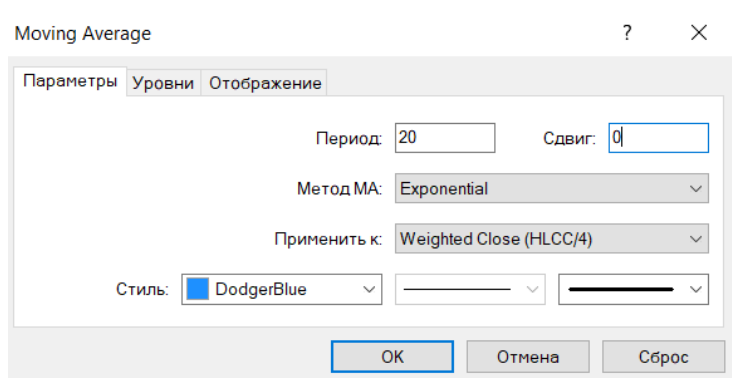 Moving Average ? ×
Параметры Уровни Отображение
Период: 20 Сдвиг: 0
Метод МА: Exponential
Применить к: Weighted Close (HLCC/4)
Стиль: DodgerBlue
OK Отмена Сброс